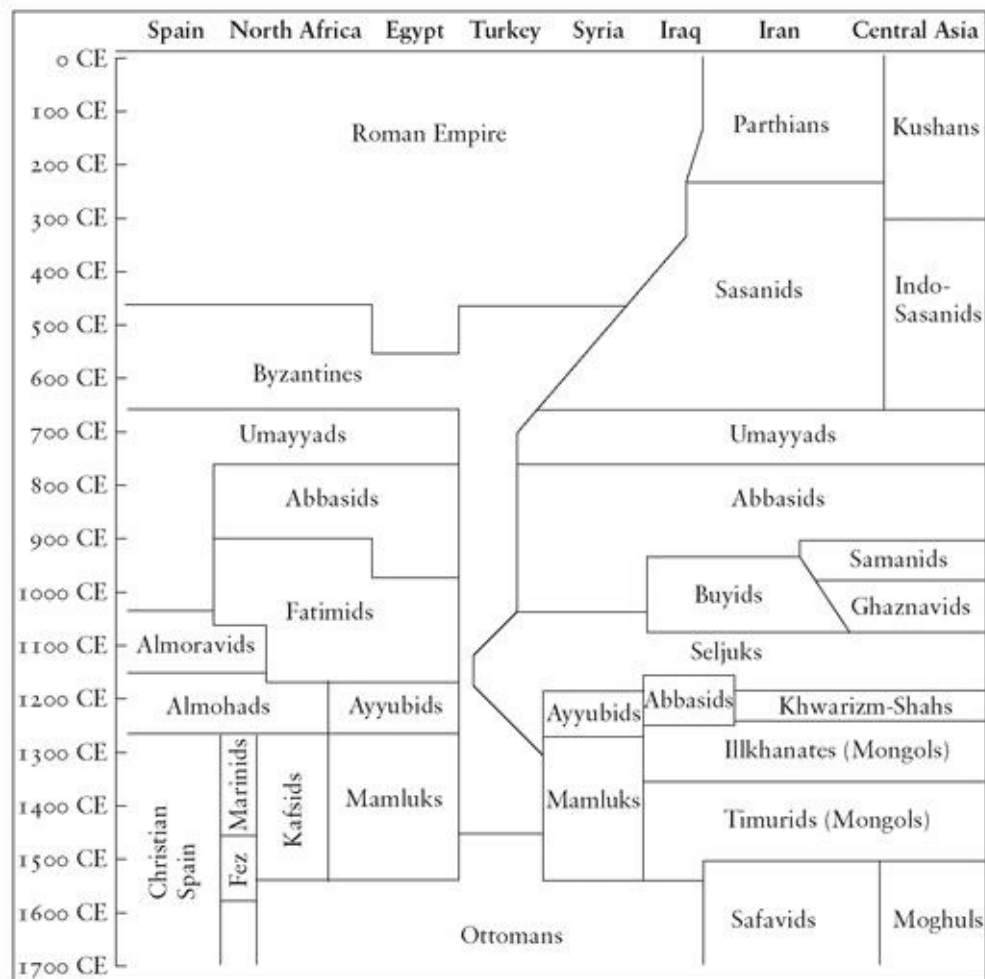 Spain North Africa Egypt Turkey Syria Iraq Iran Central Asia
0 CE
100 CE
Roman Empire Parthians Kushans
200 CE
300 CE
400 CE
Sasanids Indo-
Sasanids
500 CE
600 CE
Byzantines
700 CE
Umayyads Umayyads
800 CE
Abbasids Abbasids
900 CE
Samanids
1000 CE
Fatimids Buyids Ghaznavids
1100 CE
Almoravids Seljuks
1200 CE
Almohads Ayyubids Ayyubids Abbasids Khwarizm-Shahs
1300 CE
Marinids Illkhanates (Mongols)
1400 CE
Kafsids Mamluks Mamluks Timurids (Mongols)
1500 CE
Christian
Spain
Fez
1600 CE
Safavids Moghuls
Ottomans
1700 CE